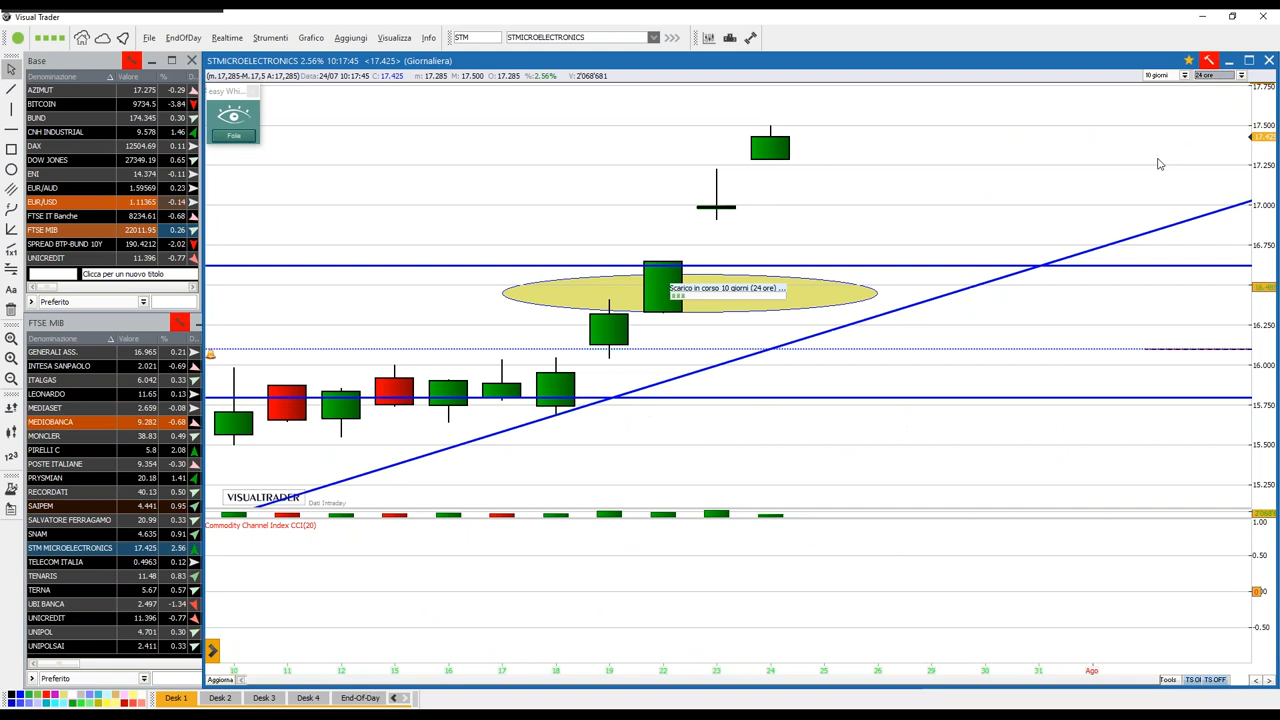 Visual Trader
File EndOfDay Realtime Strumenti Grafico Aggiungi Visualizza Info STM STMICROELECTRONICS
Base
STMICROELECTRONICS 2.56% 10:17:45 <17.425> (Giornaliera)
Denominazione Valore % D.
(m.17,285-M.17,5 A:17,285) Data:24/07 10:17:45 C: 17.425 m: 17.285 M: 17.500 O: 17.285 %:2.56% V:2'068'681 10 giorni 24 ore
AZIMUT 17.275 -0.29
BITCOIN 9734.5 -3.84
BUND 174.345 0.30
CNH INDUSTRIAL 9.578 1.46
DAX 12504.69 0.11
DOW JONES 27349.19 0.65
ENI 14.374 -0.11
EUR/AUD 1.59569 0.23
EUR/USD 1.11365 -0.14
FTSE IT Banche 8234.61 -0.68
FTSE MIB 22011.95 0.26
SPREAD BTP-BUND 10Y 190.4212 -2.02
UNICREDIT 11.396 -0.77
Clicca per un nuovo titolo
Preferito
FTSE MIB
Denominazione Valore % D.
GENERALI ASS. 16.965 0.21
INTESA SANPAOLO 2.021 -0.69
ITALGAS 6.042 0.33
LEONARDO 11.65 0.13
MEDIASET 2.659 -0.08
MEDIOBANCA 9.282 -0.68
MONCLER 38.83 0.49
PIRELLI C 5.8 2.08
POSTE ITALIANE 9.354 -0.30
PRYSMIAN 20.18 1.41
RECORDATI 40.13 0.50
SAIPEM 4.441 0.95
SALVATORE FERRAGAMO 20.99 0.33
SNAM 4.635 0.91
STM MICROELECTRONICS 17.425 2.56
TELECOM ITALIA 0.4963 0.12
TENARIS 11.48 0.83
TERNA 5.67 0.57
UBI BANCA 2.497 -1.34
UNICREDIT 11.396 -0.77
UNIPOL 4.701 0.30
UNIPOLSAI 2.411 0.33
Preferito
1x1
Aa
123
easy Whi...
Folie
Scarico in corso 10 giorni (24 ore) ...
VISUALTRADER Dati Intraday
Commodity Channel Index CCI(20)
17.750
17.500
17.425
17.250
17.000
16.750
16.250
16.000
15.750
15.500
15.250
1.00
0.50
-0.50
10 11 12 15 16 17 18 19 22 23 24 25 26 29 30 31 Ago
Aggiorna Tools TS OFF
Desk 1 Desk 2 Desk 3 Desk 4 End-Of-Day